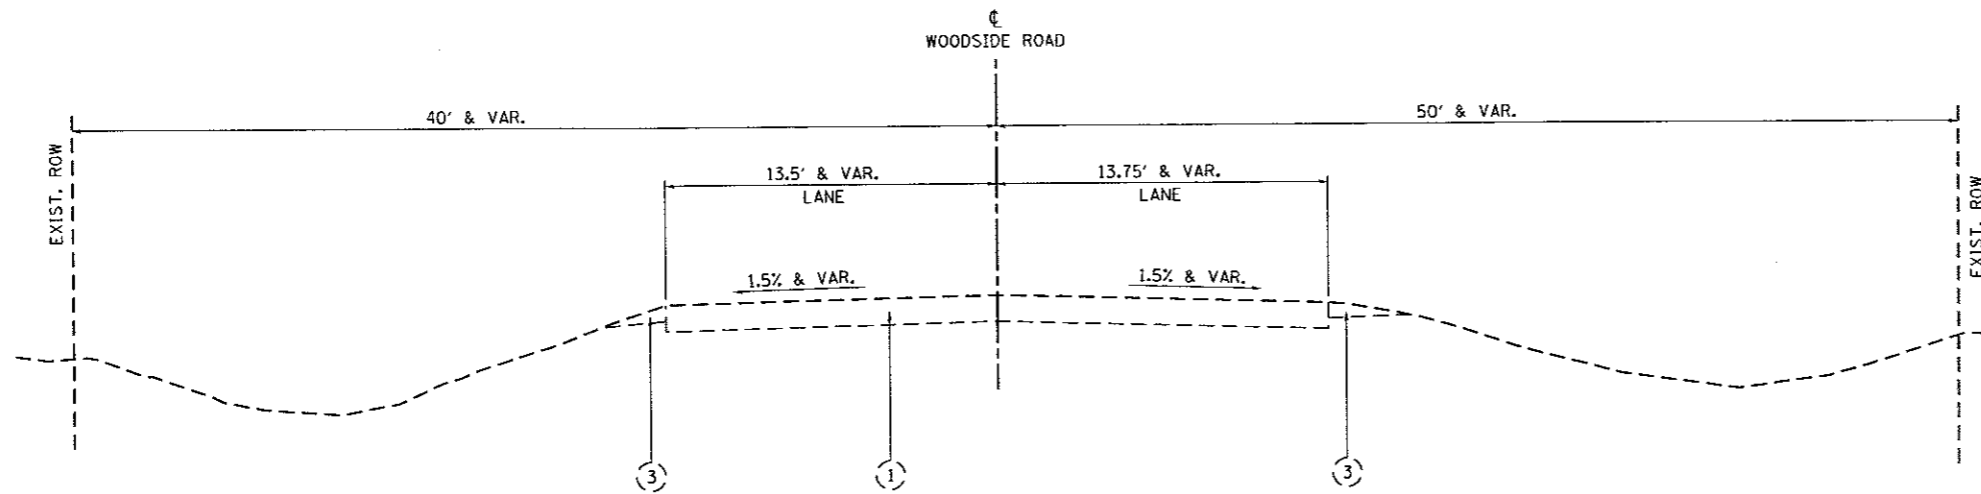 ℄
WOODSIDE ROAD
40' & VAR.
50' & VAR.
EXIST. ROW
13.5' & VAR.
LANE
13.75' & VAR.
LANE
EXIST. ROW
1.5% & VAR.
1.5% & VAR.
3
1
3